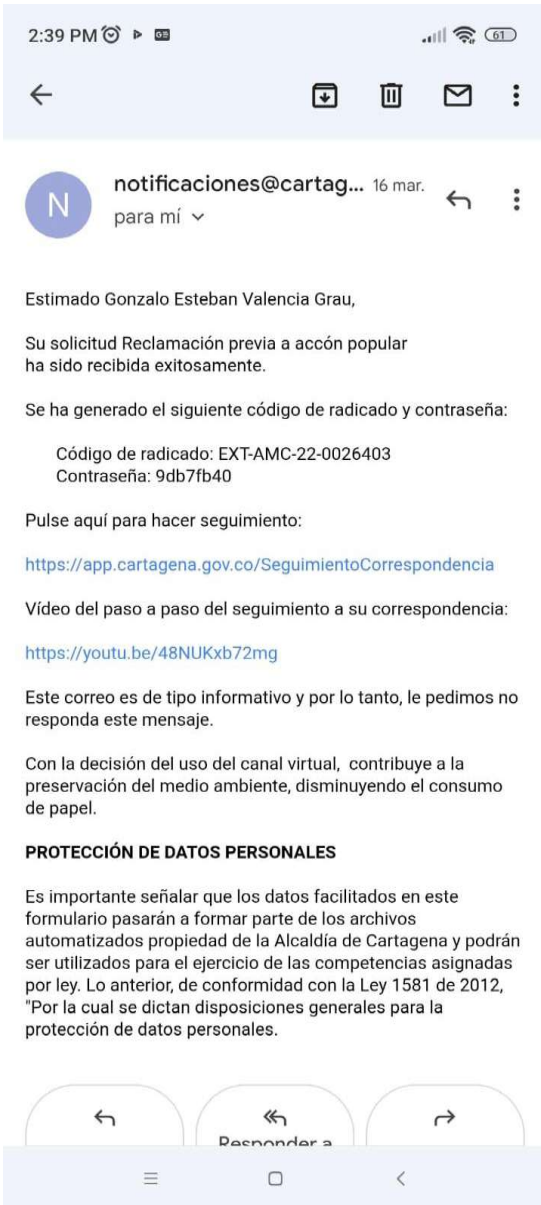 2:39 PM
61
notificaciones@cartag... 16 mar.
N
para mí
Estimado Gonzalo Esteban Valencia Grau,
Su solicitud Reclamación previa a accón popular
ha sido recibida exitosamente.
Se ha generado el siguiente código de radicado y contraseña:
Código de radicado: EXT-AMC-22-0026403
Contraseña: 9db7fb40
Pulse aquí para hacer seguimiento:
https://app.cartagena.gov.co/SeguimientoCorrespondencia
Vídeo del paso a paso del seguimiento a su correspondencia:
https://youtu.be/48NUKxb72mg
Este correo es de tipo informativo y por lo tanto, le pedimos no
responda este mensaje.
Con la decisión del uso del canal virtual,  contribuye a la
preservación del medio ambiente, disminuyendo el consumo
de papel.
PROTECCIÓN DE DATOS PERSONALES
Es importante señalar que los datos facilitados en este
formulario pasarán a formar parte de los archivos
automatizados propiedad de la Alcaldía de Cartagena y podrán
ser utilizados para el ejercicio de las competencias asignadas
por ley. Lo anterior, de conformidad con la Ley 1581 de 2012,
"Por la cual se dictan disposiciones generales para la
protección de datos personales.
Responder a